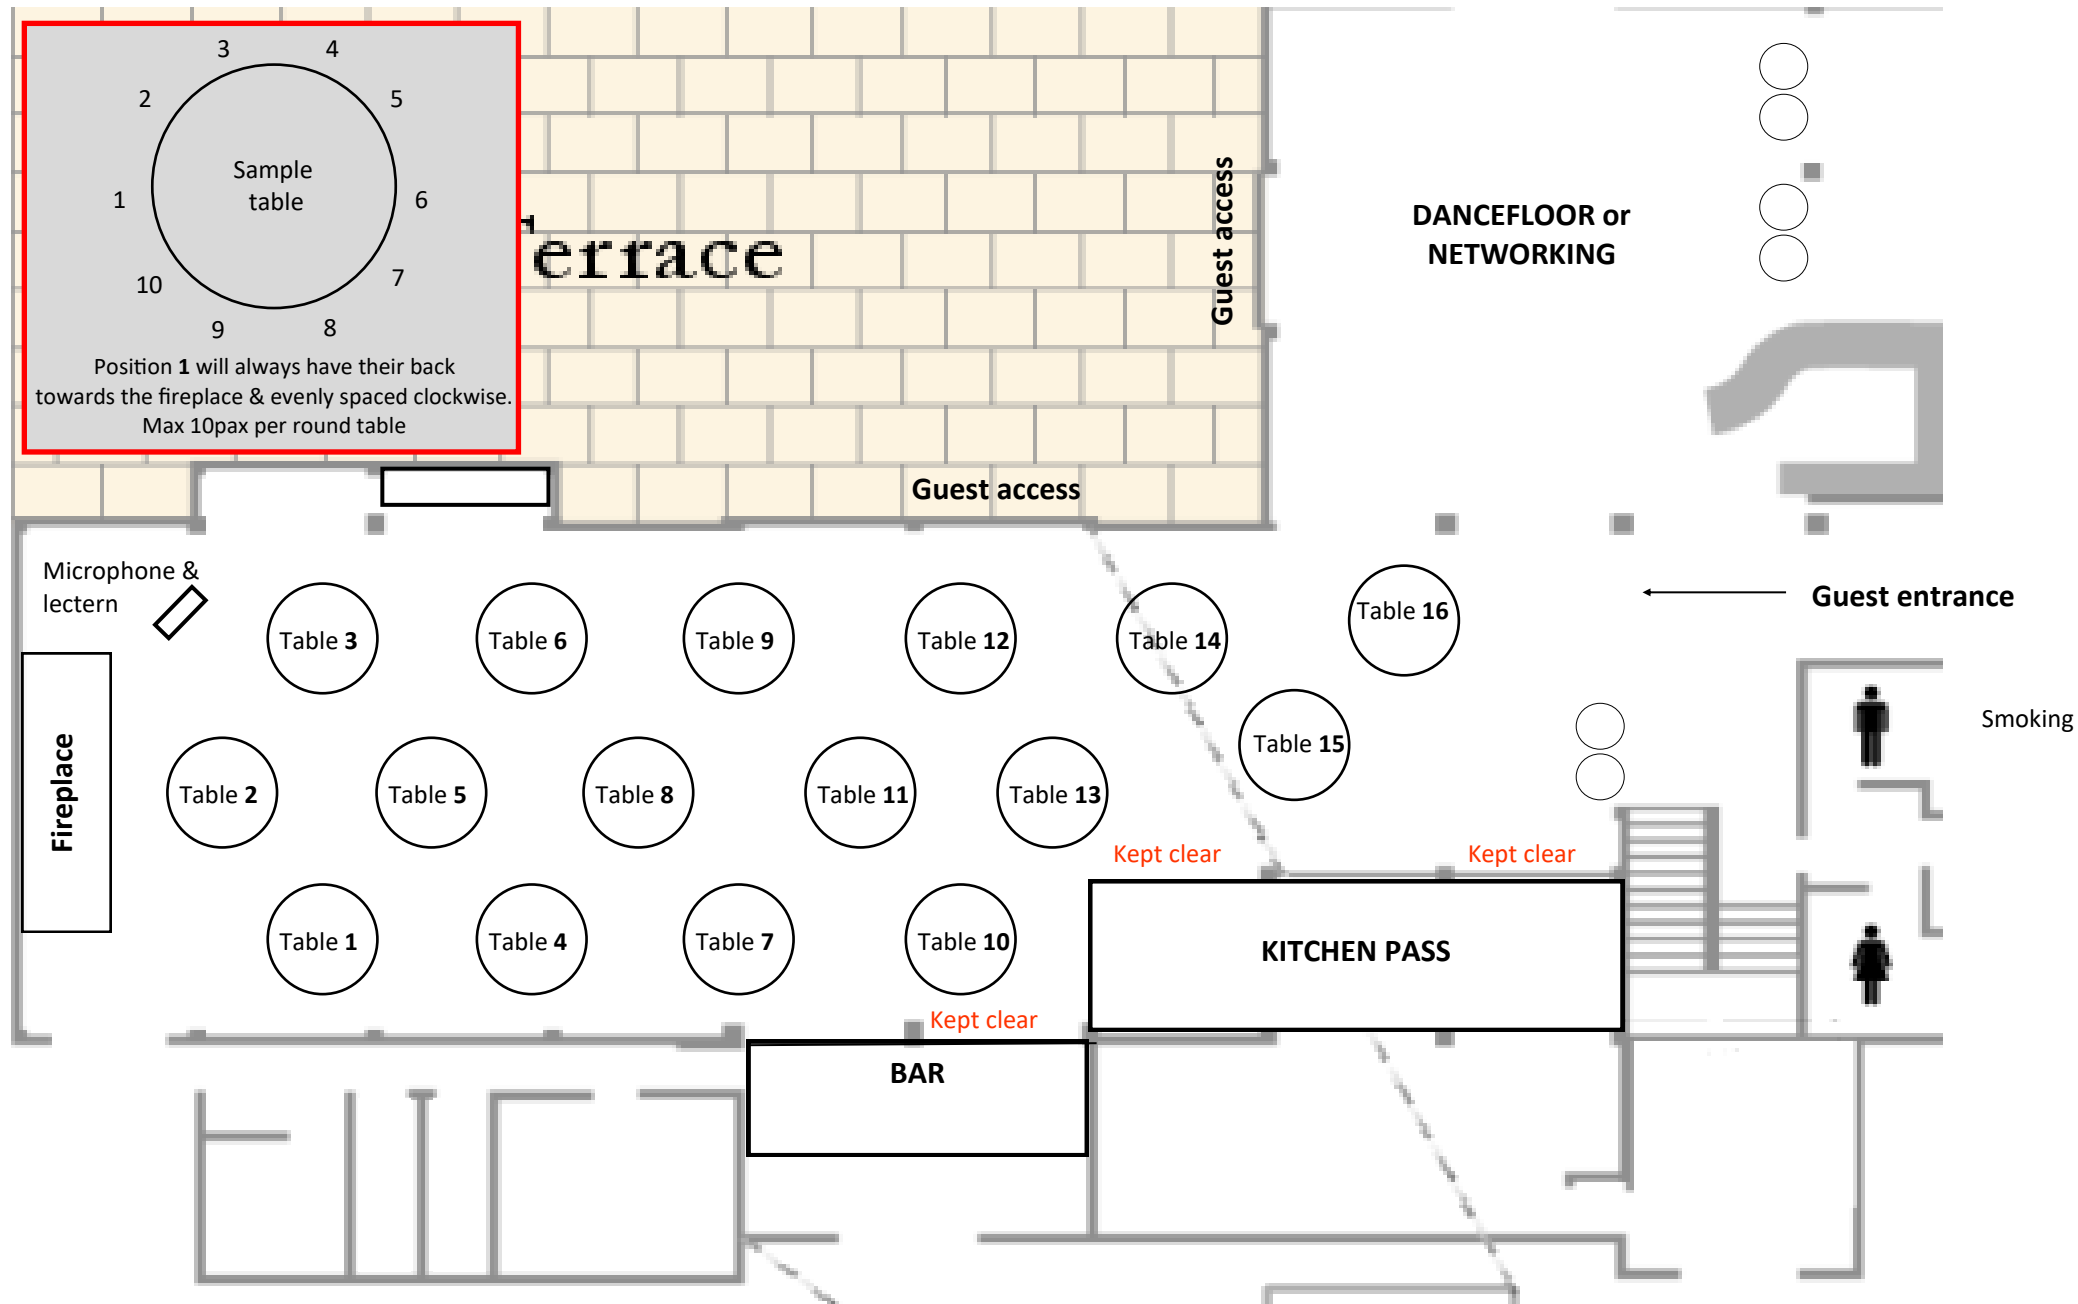 3
4
2
5
Sample
table
1
6
10
7
9
8
Position 1 will always have their back
towards the fireplace & evenly spaced clockwise.
Max 10pax per round table
Terrace
Guest access
DANCEFLOOR or
NETWORKING
Guest access
Microphone &
lectern
Guest entrance
Table 3
Table 6
Table 9
Table 12
Table 14
Table 16
Smoking
Fireplace
Table 2
Table 5
Table 8
Table 11
Table 13
Table 15
Kept clear
Kept clear
Table 1
Table 4
Table 7
Table 10
KITCHEN PASS
Kept clear
BAR